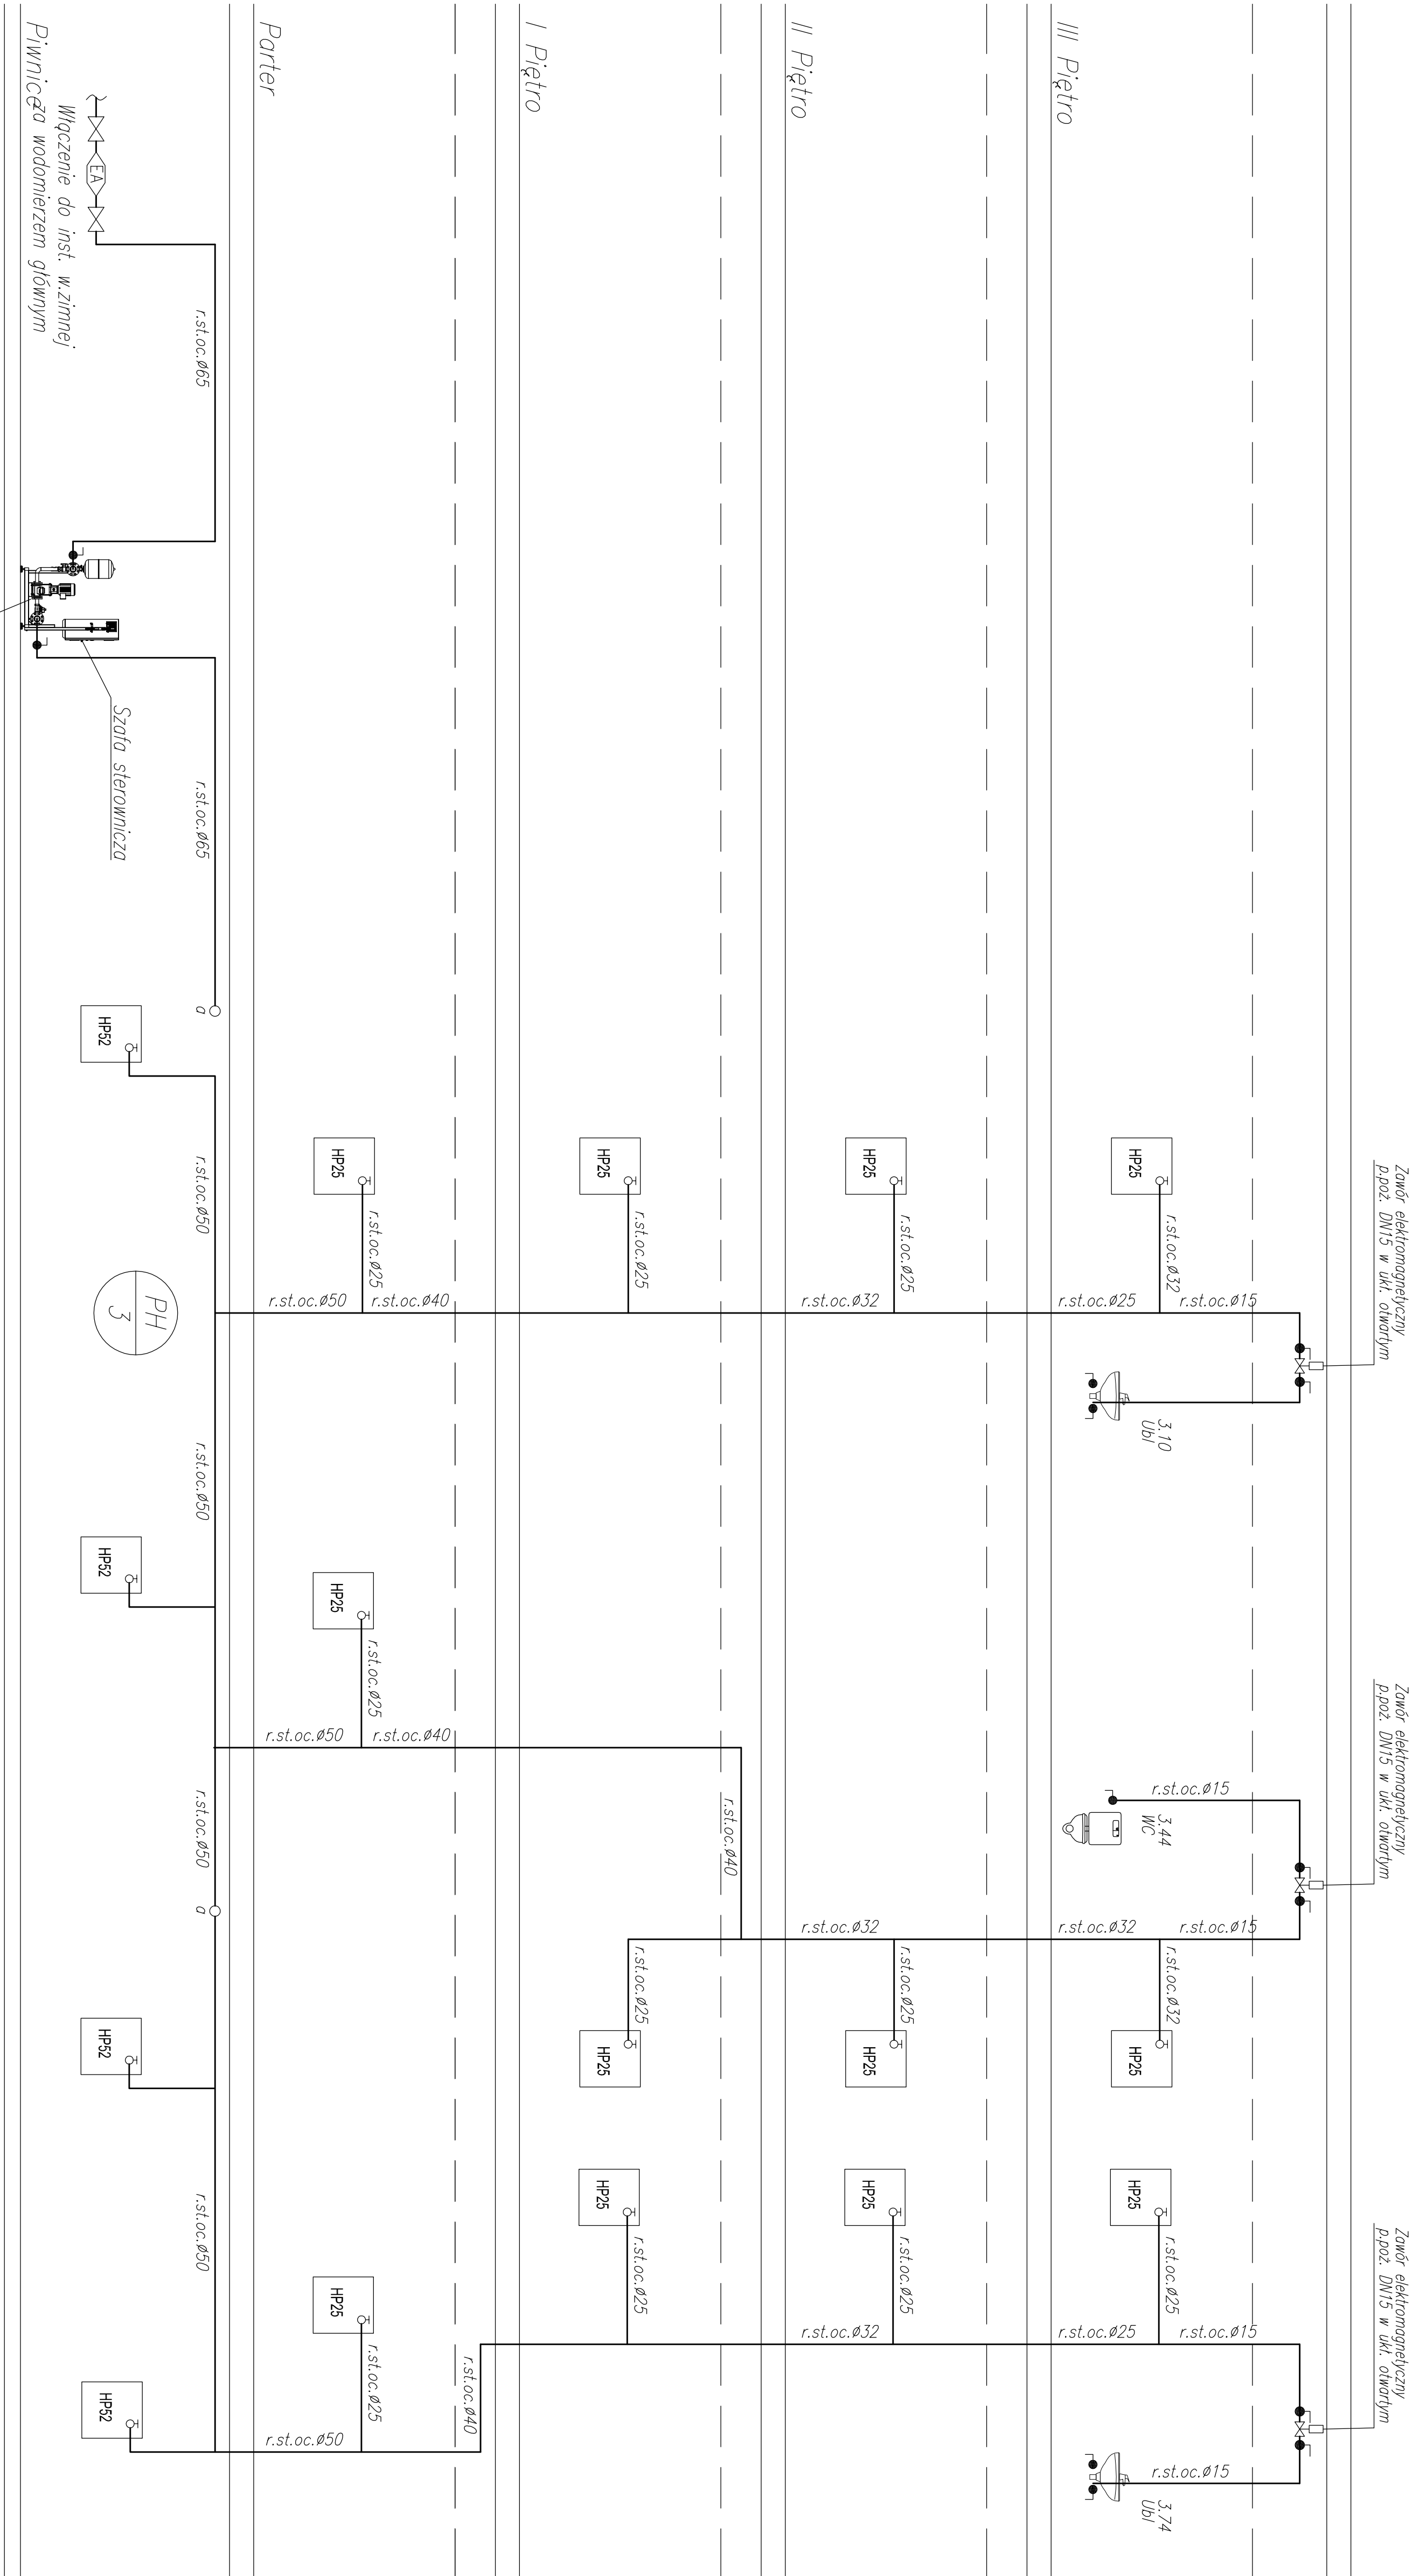 Zawór elektromagnetyczny
p.poż. DN15 w ukł. otwartym
Zawór elektromagnetyczny
p.poż. DN15 w ukł. otwartym
Zawór elektromagnetyczny
p.poż. DN15 w ukł. otwartym
III Piętro
HP25
r.st.oc.Ø32
r.st.oc.Ø25
r.st.oc.Ø15
3.10
Ubl
r.st.oc.Ø15
3.44
WC
r.st.oc.Ø32
r.st.oc.Ø15
r.st.oc.Ø32
HP25
HP25
r.st.oc.Ø25
r.st.oc.Ø25
r.st.oc.Ø15
r.st.oc.Ø15
3.74
Ubl
II Piętro
HP25
r.st.oc.Ø25
r.st.oc.Ø32
r.st.oc.Ø32
r.st.oc.Ø25
HP25
HP25
r.st.oc.Ø25
r.st.oc.Ø32
I Piętro
HP25
r.st.oc.Ø25
r.st.oc.Ø40
r.st.oc.Ø25
HP25
HP25
r.st.oc.Ø25
Parter
HP25
r.st.oc.Ø25
r.st.oc.Ø50
r.st.oc.Ø40
HP25
r.st.oc.Ø25
r.st.oc.Ø50
r.st.oc.Ø40
HP25
r.st.oc.Ø25
r.st.oc.Ø40
r.st.oc.Ø50
Piwnice
Włączenie do inst. w.zimnej
za wodomierzem głównym
EA
r.st.oc.Ø65
Szafa sterownicza
r.st.oc.Ø65
a
HP52
r.st.oc.Ø50
PH
3
r.st.oc.Ø50
HP52
r.st.oc.Ø50
a
HP52
r.st.oc.Ø50
HP52